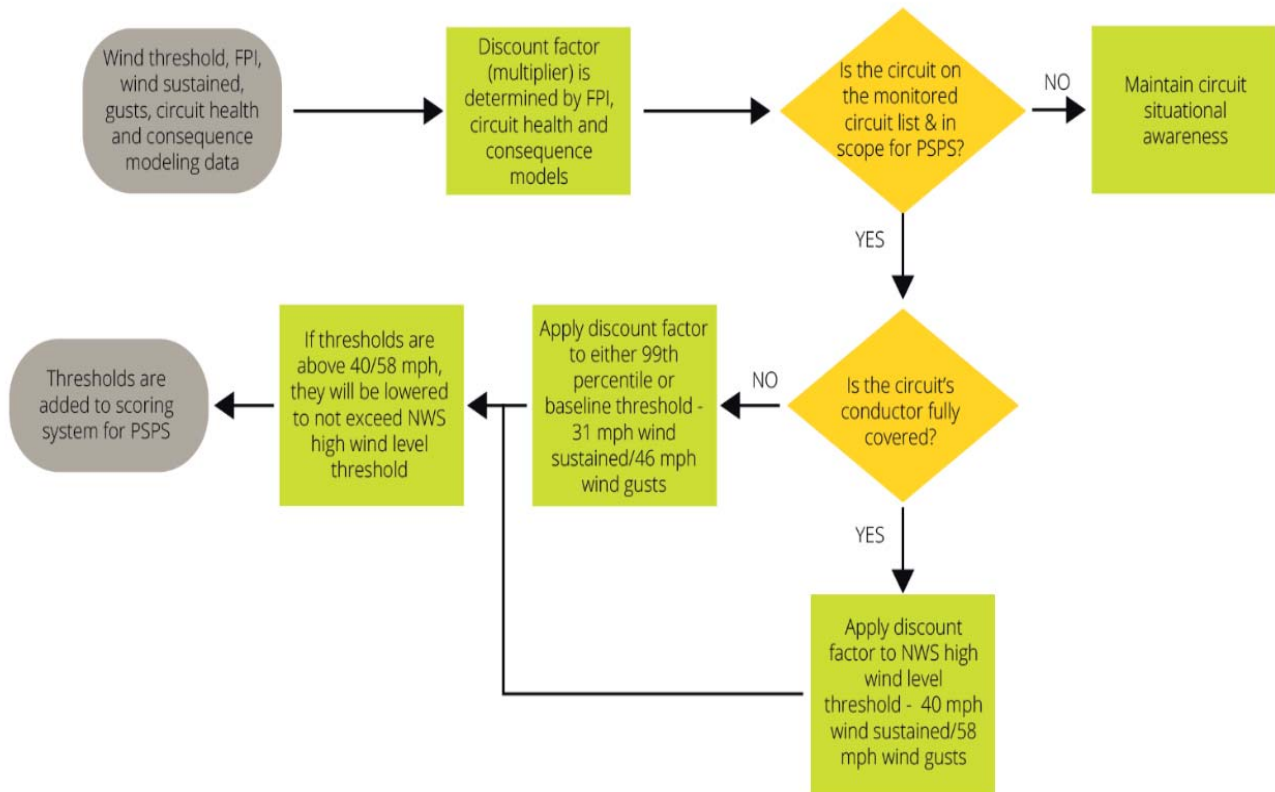 Wind threshold, FPI,
wind sustained,
gusts, circuit health
and consequence
modeling data
Discount factor
(multiplier) is
determined by FPI,
circuit health and
consequence
models
Is the circuit on
the monitored
circuit list & in
scope for PSPS?
NO
Maintain circuit
situational
awareness
YES
Is the circuit's
conductor fully
covered?
NO
Apply discount factor
to either 99th
percentile or
baseline threshold -
31 mph wind
sustained/46 mph
wind gusts
If thresholds are
above 40/58 mph,
they will be lowered
to not exceed NWS
high wind level
threshold
Thresholds are
added to scoring
system for PSPS
YES
Apply discount
factor to NWS high
wind level
threshold - 40 mph
wind sustained/58
mph wind gusts